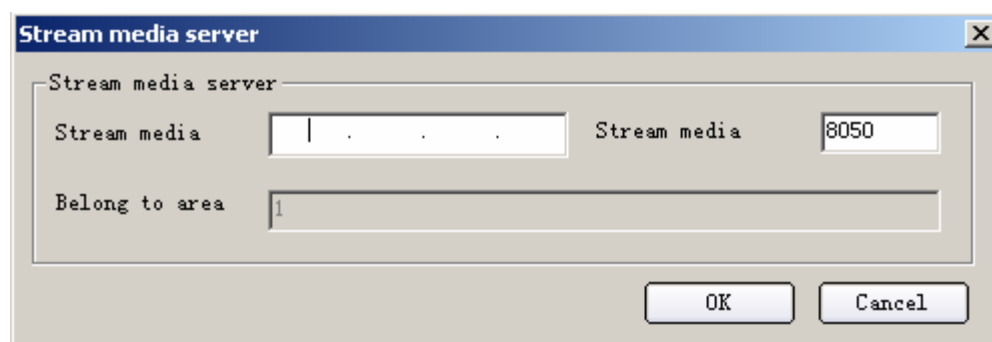 Stream media server
Stream media server
Stream media . . . Stream media 8050
Belong to area 1
OK Cancel